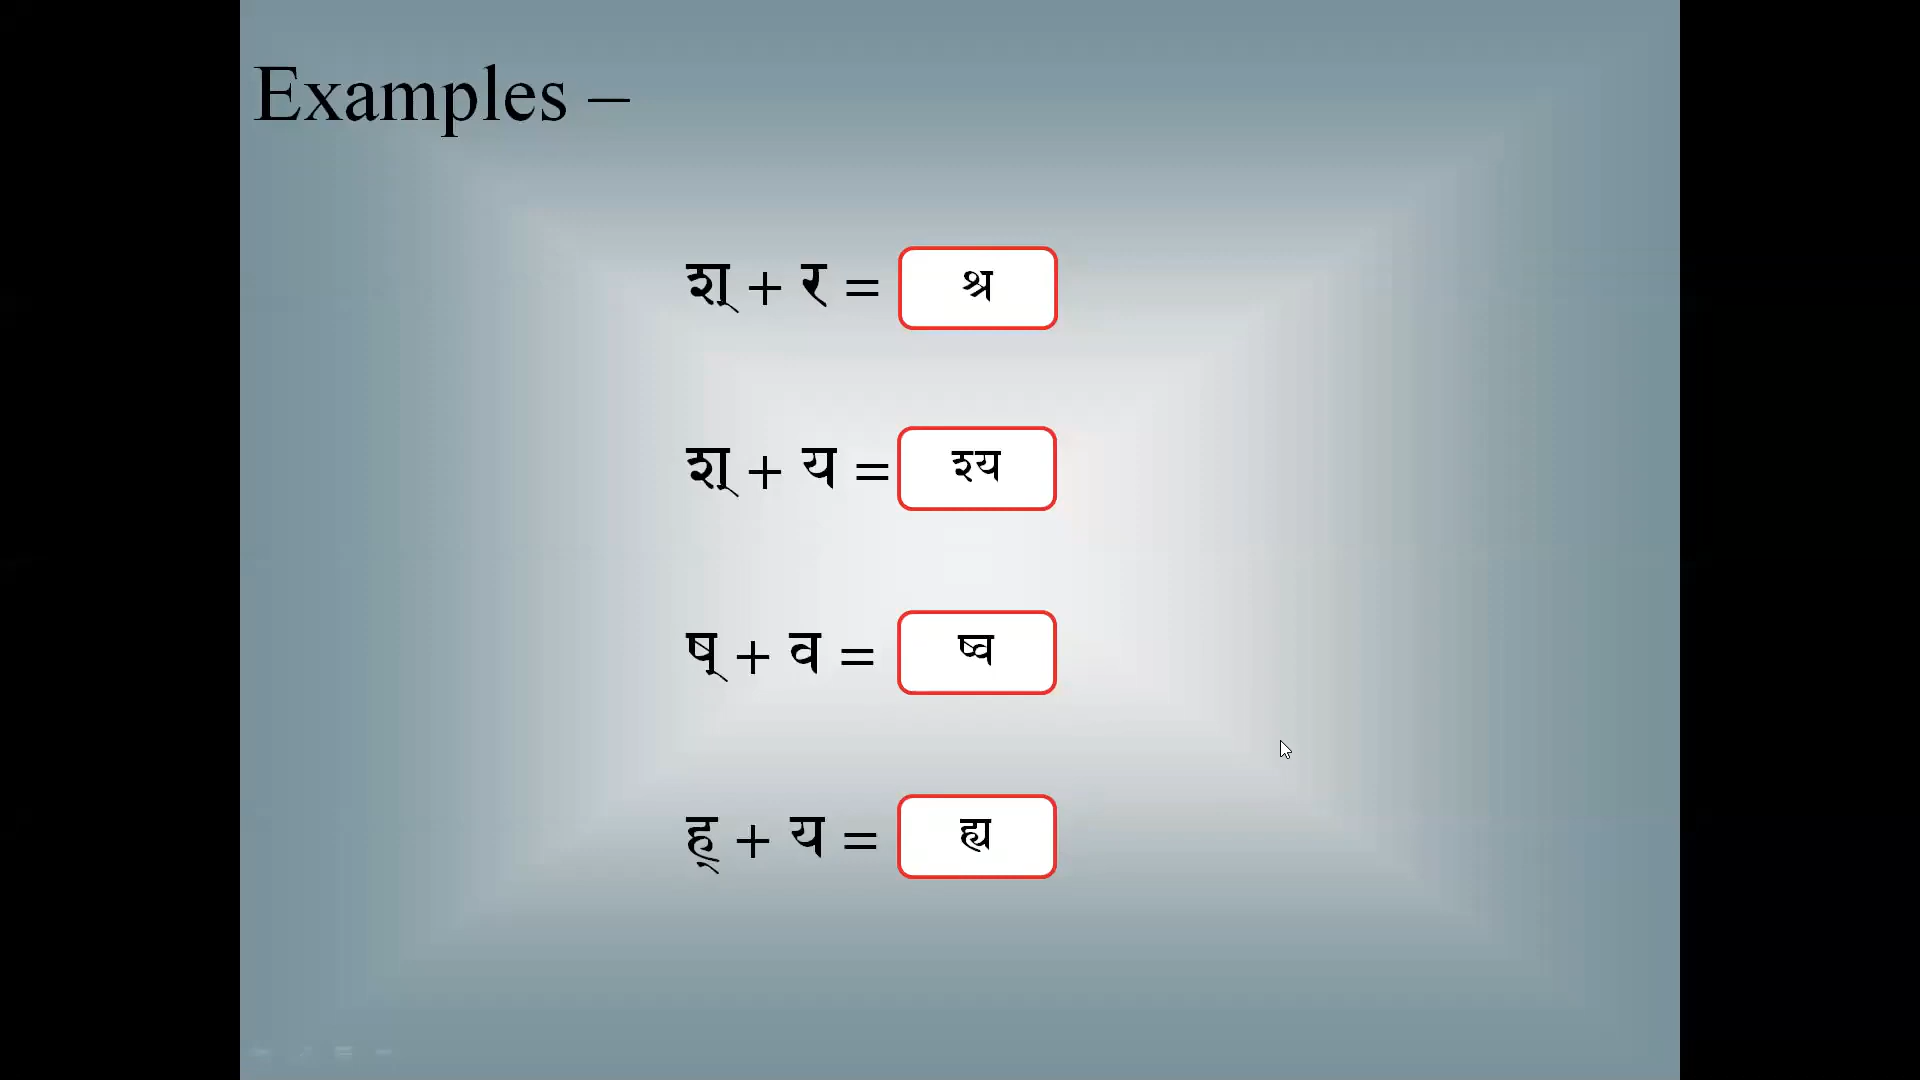 Examples –
श् + र = श्र
श् + य = श्य
ष् + व = ष्व
ह् + य = ह्य